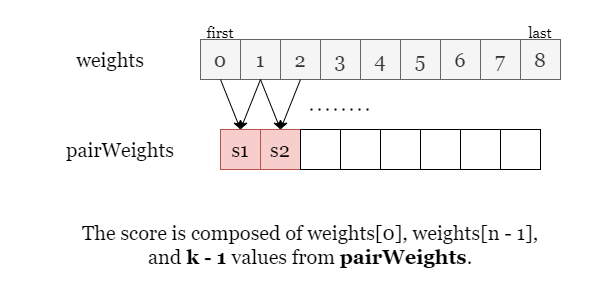 first last
weights 0 1 2 3 4 5 6 7 8
........
pairWeights s1 s2
The score is composed of weights[0], weights[n - 1],
and k - 1 values from pairWeights.